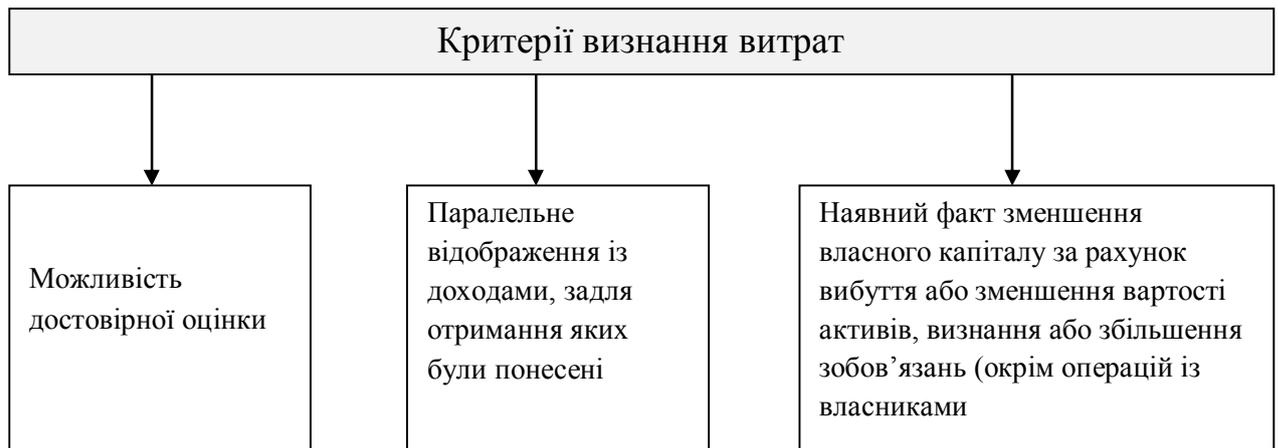 Критерії визнання витрат
Можливість
достовірної оцінки
Паралельне
відображення із
доходами, задля
отримання яких
були понесені
Наявний факт зменшення
власного капіталу за рахунок
вибуття або зменшення вартості
активів, визнання або збільшення
зобов’язань (окрім операцій із
власниками